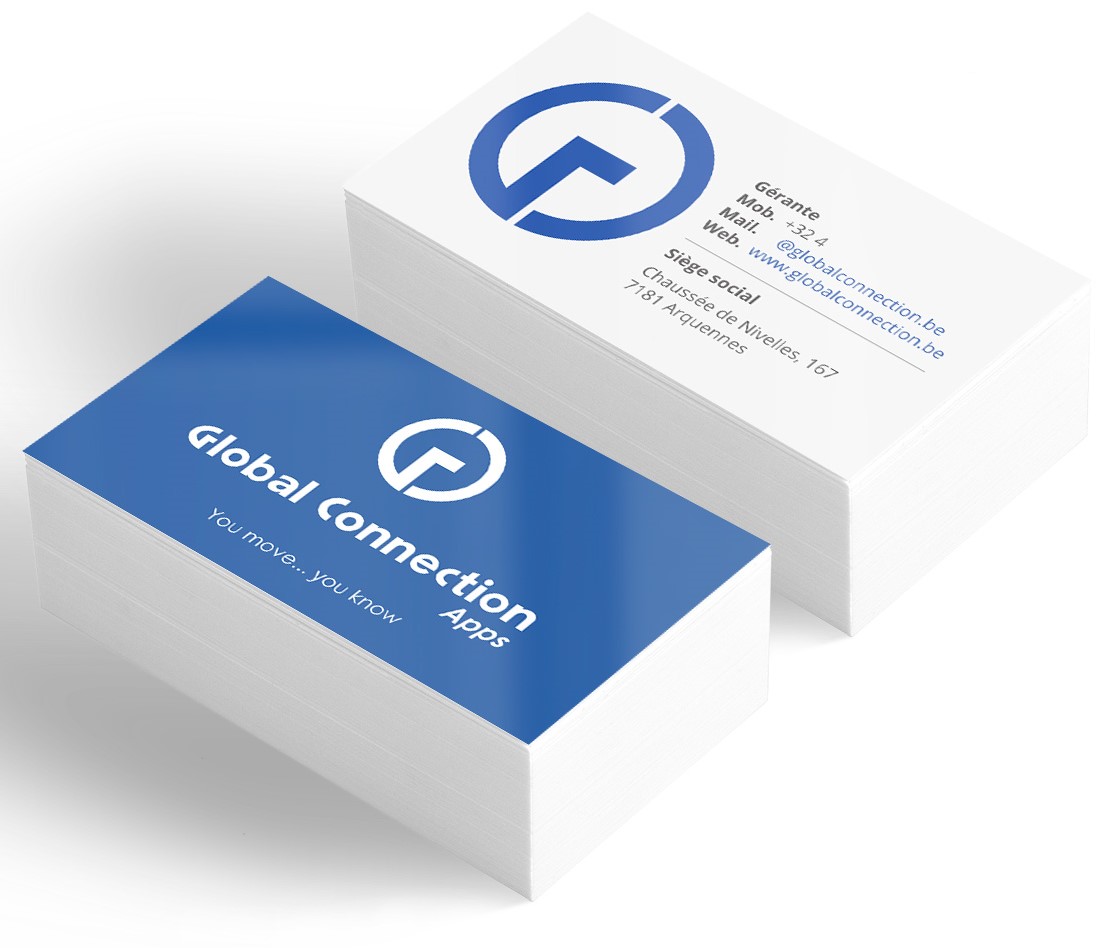 Gérante
Mob. +32 4
Mail. @globalconnection.be
Web. www.globalconnection.be
Siège social
Chaussée de Nivelles, 167
7181 Arquennes
Global Connection
Apps
You move... you know